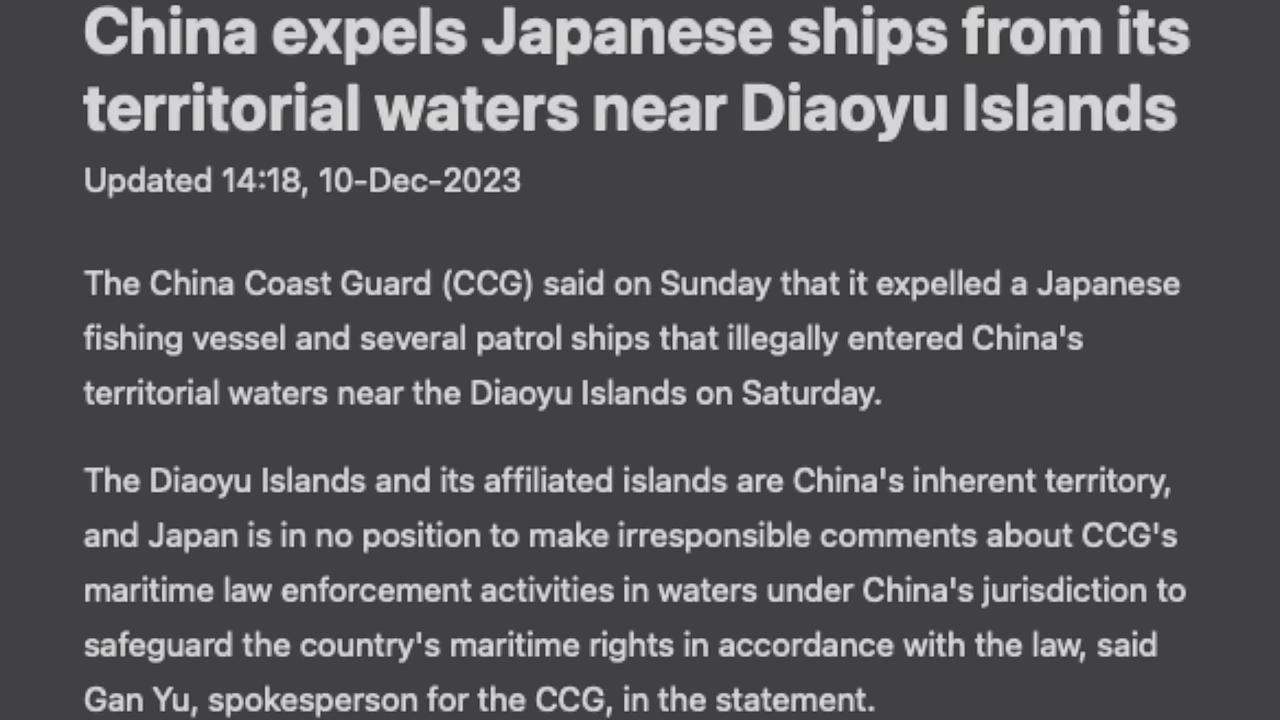 China expels Japanese ships from its
territorial waters near Diaoyu Islands
Updated 14:18, 10-Dec-2023
The China Coast Guard (CCG) said on Sunday that it expelled a Japanese
fishing vessel and several patrol ships that illegally entered China's
territorial waters near the Diaoyu Islands on Saturday.
The Diaoyu Islands and its affiliated islands are China's inherent territory,
and Japan is in no position to make irresponsible comments about CCG's
maritime law enforcement activities in waters under China's jurisdiction to
safeguard the country's maritime rights in accordance with the law, said
Gan Yu, spokesperson for the CCG, in the statement.